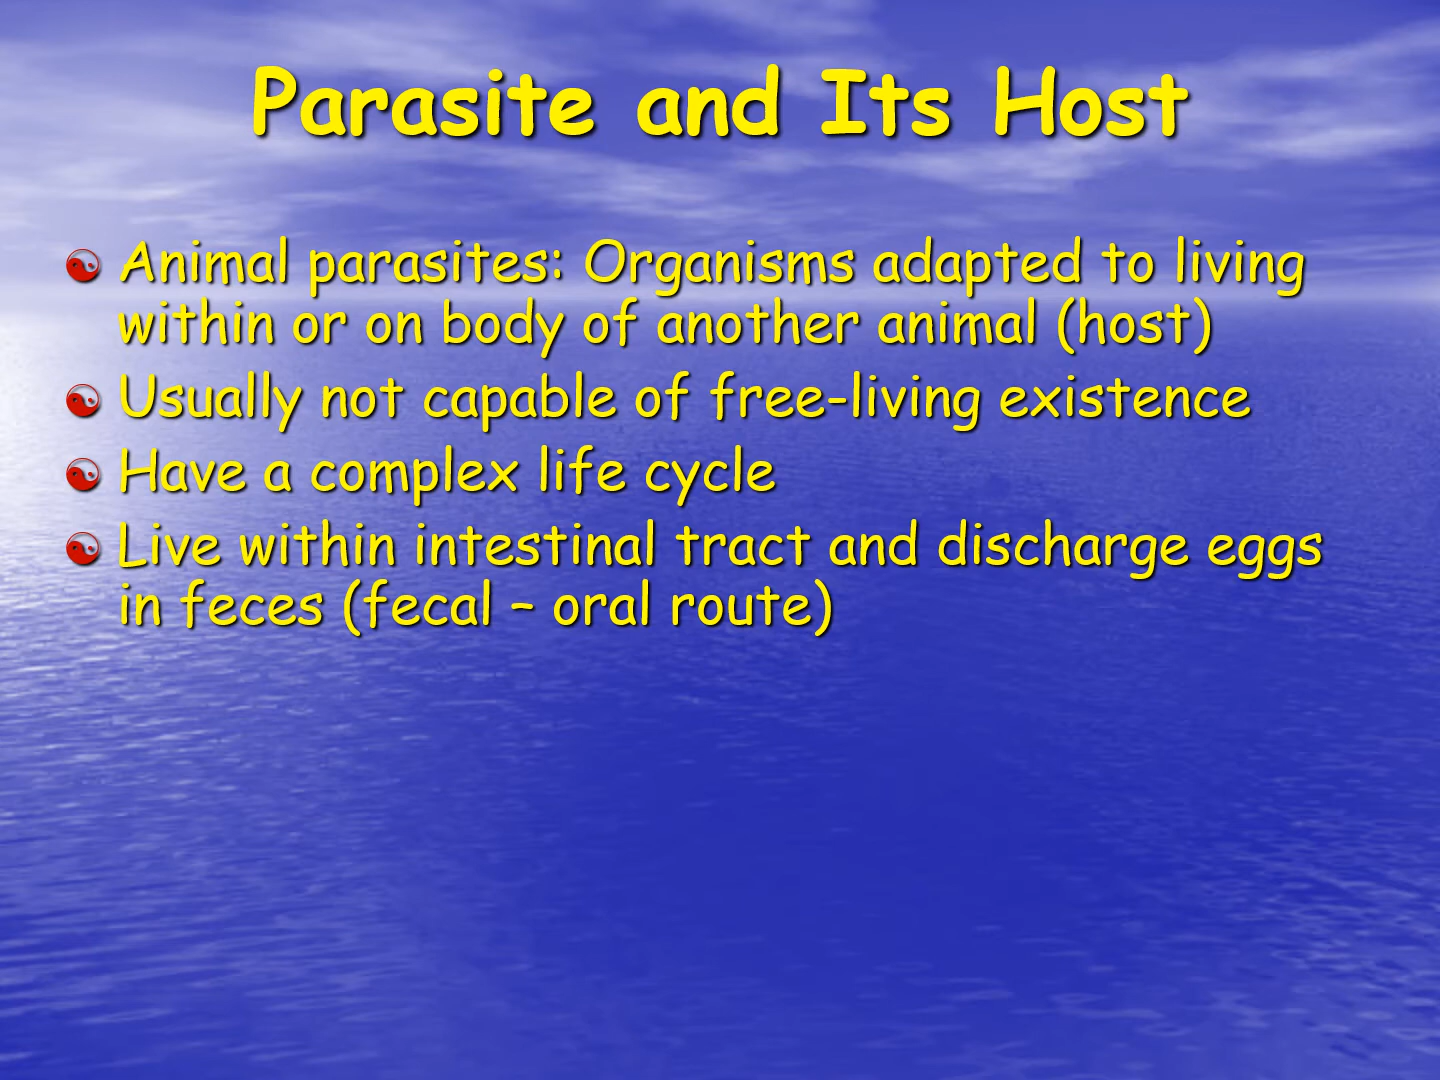 Parasite and Its Host
☯ Animal parasites: Organisms adapted to living
within or on body of another animal (host)
☯ Usually not capable of free-living existence
☯ Have a complex life cycle
☯ Live within intestinal tract and discharge eggs
in feces (fecal – oral route)